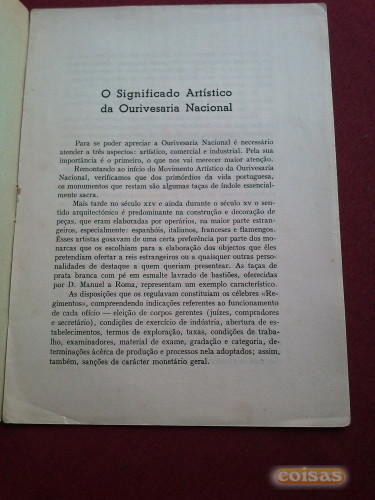 O Significado Artístico
da Ourivesaria Nacional
Para se poder apreciar a Ourivesaria Nacional é necessário
atender a três aspectos: artístico, comercial e industrial. Pela sua
importância é o primeiro, o que nos vai merecer maior atenção.
Remontando ao início do Movimento Artístico da Ourivesaria
Nacional, verificamos que dos primórdios da vida portuguesa,
os monumentos que restam são algumas taças de índole essencial-
mente sacra.
Mais tarde no século XIV e ainda durante o século XV o sen-
tido arquitectónico é predominante na construção e decoração de
peças, que eram elaboradas por operários, na maior parte estran-
geiros, especialmente: espanhóis, italianos, franceses e flamengos.
Esses artistas gosavam de uma certa preferência por parte dos mo-
narcas que os escolhiam para a elaboração dos objectos que êles
pretendiam ofertar a reis estrangeiros ou a quaisquer outras perso-
nalidades de destaque a quem queriam presentear. As taças de
prata branca com pé em esmalte lavrado de bastiões, oferecidas
por D. Manuel a Roma, representam um exemplo característico.
As disposições que os regulavam constituiam os célebres «Re-
gimentos», compreendendo indicações referentes ao funcionamento
de cada ofício — eleição de corpos gerentes (juízes, compradores
e secretário), condições de exercício de indústria, abertura de es-
tabelecimentos, termos de exploração, taxas, condições de traba-
lho, examinadores, material de exame, gradação e categoria, de-
terminações àcêrca de produção e processos nela adoptados; assim,
também, sanções de carácter monetário geral.
coisas